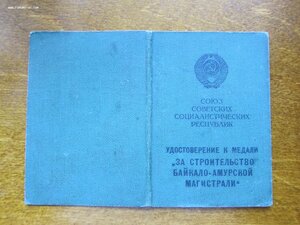 СОЮЗ
СОВЕТСКИХ
СОЦИАЛИСТИЧЕСКИХ
РЕСПУБЛИК
УДОСТОВЕРЕНИЕ К МЕДАЛИ
„ЗА СТРОИТЕЛЬСТВО
БАЙКАЛО-АМУРСКОЙ
МАГИСТРАЛИ“